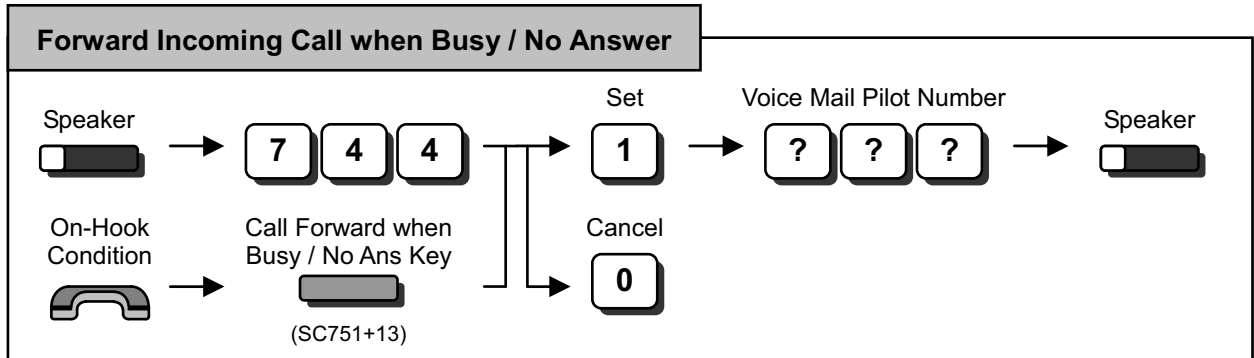 Forward Incoming Call when Busy / No Answer
Speaker
7 4 4
Set
1
Voice Mail Pilot Number
? ? ?
Speaker
On-Hook
Condition
Call Forward when
Busy / No Ans Key
(SC751+13)
Cancel
0